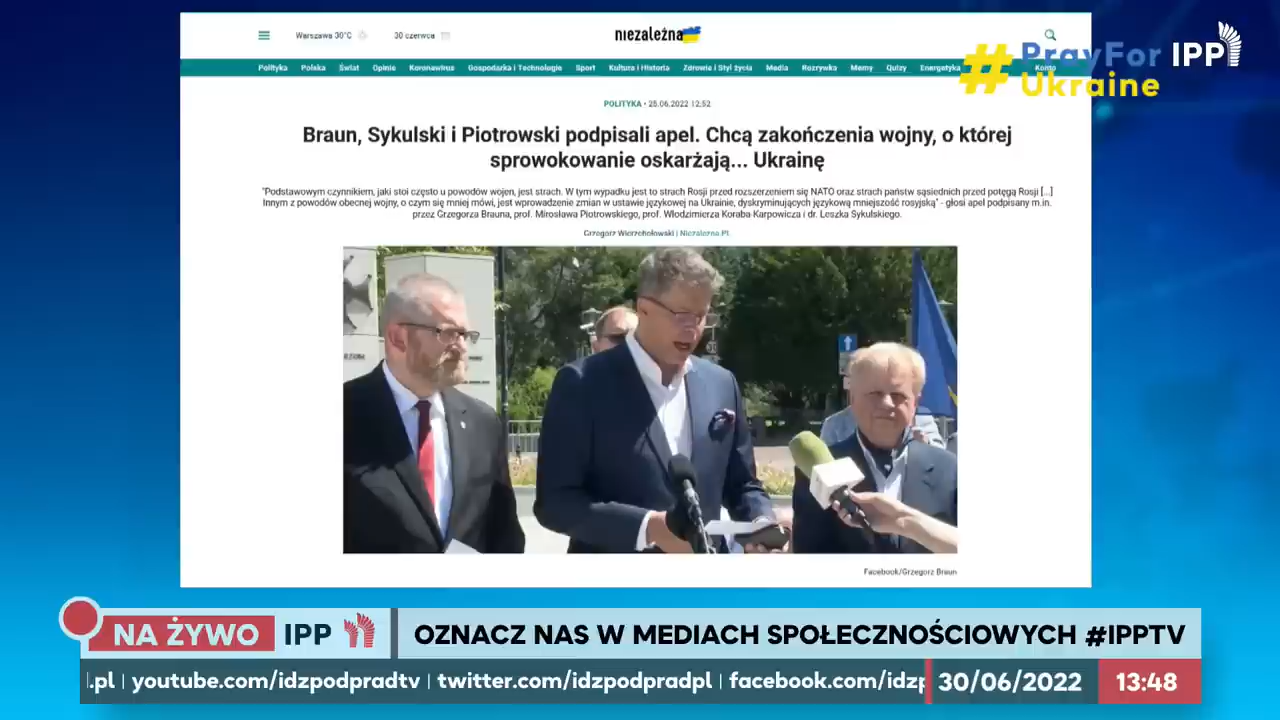 Warszawa 30°C
30 czerwca
niezależna
#PrayFor
Ukraine
IPP
Polityka Polska Świat Opinie Koronawirus Gospodarka i Technologie Sport Kultura i Historia Zdrowie i Styl życia Media Rozrywka Memy Quizy Energetyka Konto
POLITYKA • 25.06.2022 12:52
Braun, Sykulski i Piotrowski podpisali apel. Chcą zakończenia wojny, o której
sprowokowanie oskarżają... Ukrainę
"Podstawowym czynnikiem, jaki stoi często u powodów wojen, jest strach. W tym wypadku jest to strach Rosji przed rozszerzeniem się NATO oraz strach państw sąsiednich przed potęgą Rosji [...]
Innym z powodów obecnej wojny, o czym się mniej mówi, jest wprowadzenie zmian w ustawie językowej na Ukrainie, dyskryminujących językową mniejszość rosyjską" - głosi apel podpisany m.in.
przez Grzegorza Brauna, prof. Mirosława Piotrowskiego, prof. Włodzimierza Koraba-Karpowicza i dr. Leszka Sykulskiego.
Grzegorz Wierzchołowski | Niezalezna.PL
Facebook/Grzegorz Braun
NA ŻYWO IPP
OZNACZ NAS W MEDIACH SPOŁECZNOŚCIOWYCH #IPPTV
.pl | youtube.com/idzpodpradtv | twitter.com/idzpodpradpl | facebook.com/idzp
30/06/2022 13:48